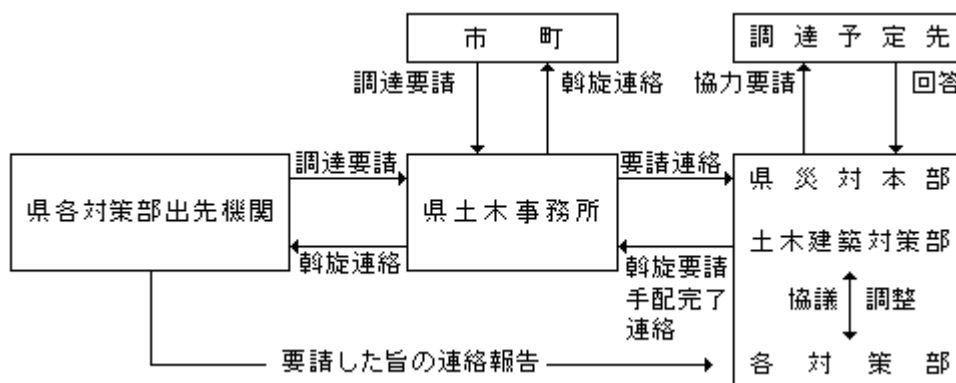 市町
調達予定先
調達要請
斡旋連絡
協力要請
回答
県各対策部出先機関
調達要請
県土木事務所
要請連絡
県災対本部
土木建築対策部
斡旋連絡
斡旋要請
手配完了
連絡
協議
調整
要請した旨の連絡報告
各対策部